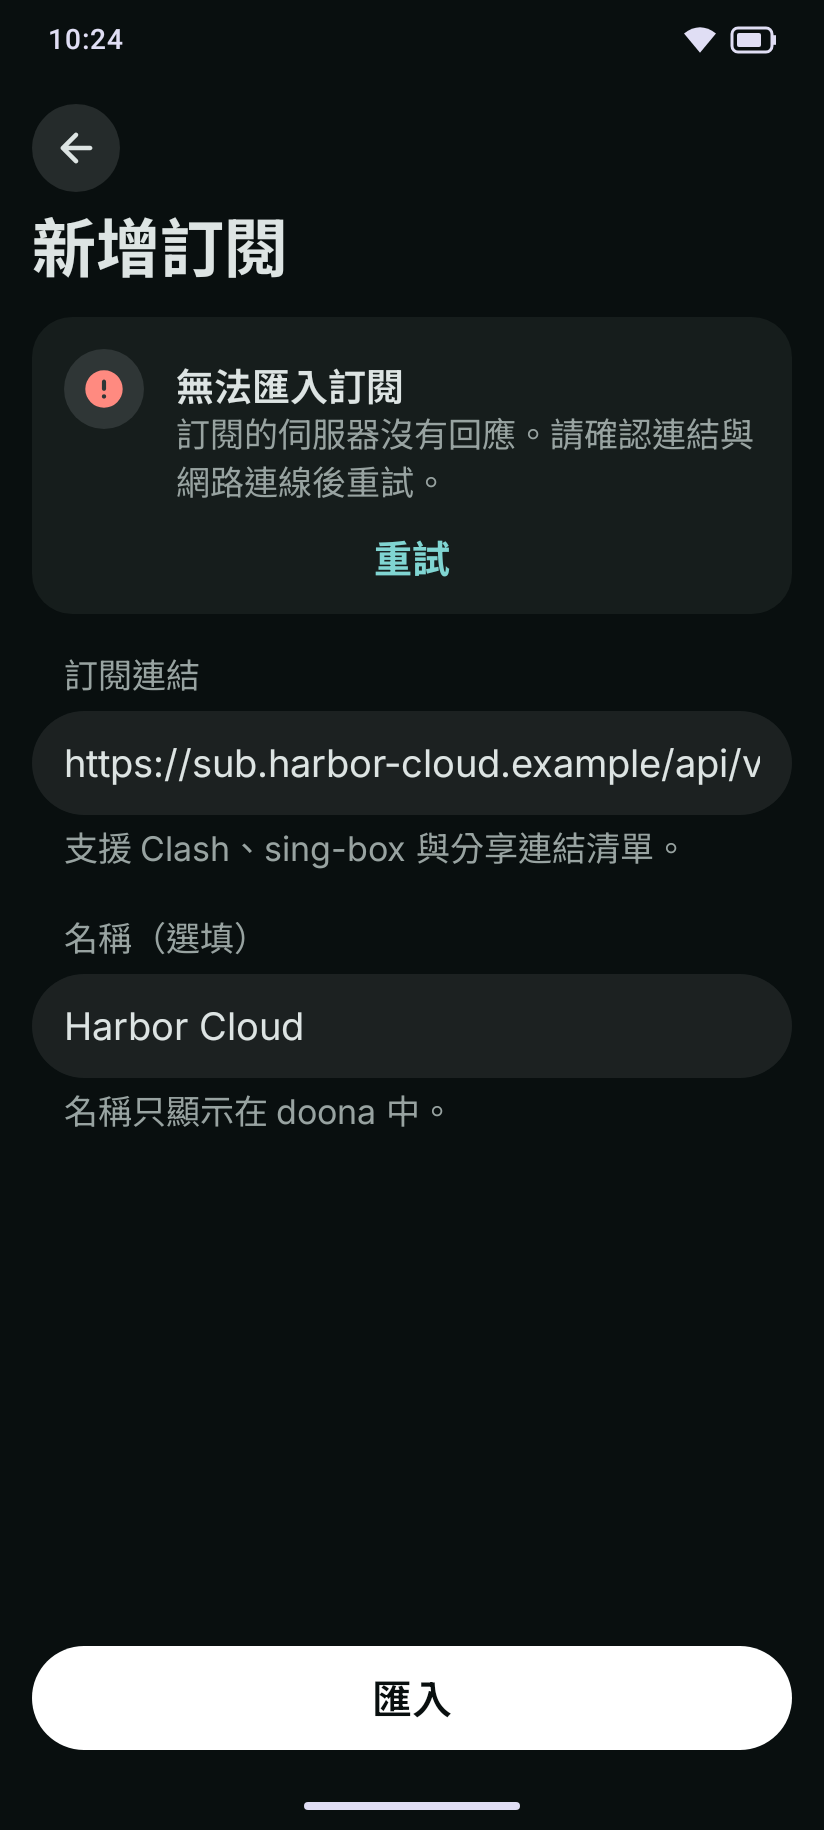 10:24
新增訂閱
無法匯入訂閱
訂閱的伺服器沒有回應。請確認連結與
網路連線後重試。
重試
訂閱連結
https://sub.harbor-cloud.example/api/v
支援 Clash、sing-box 與分享連結清單。
名稱（選填）
Harbor Cloud
名稱只顯示在 doona 中。
匯入